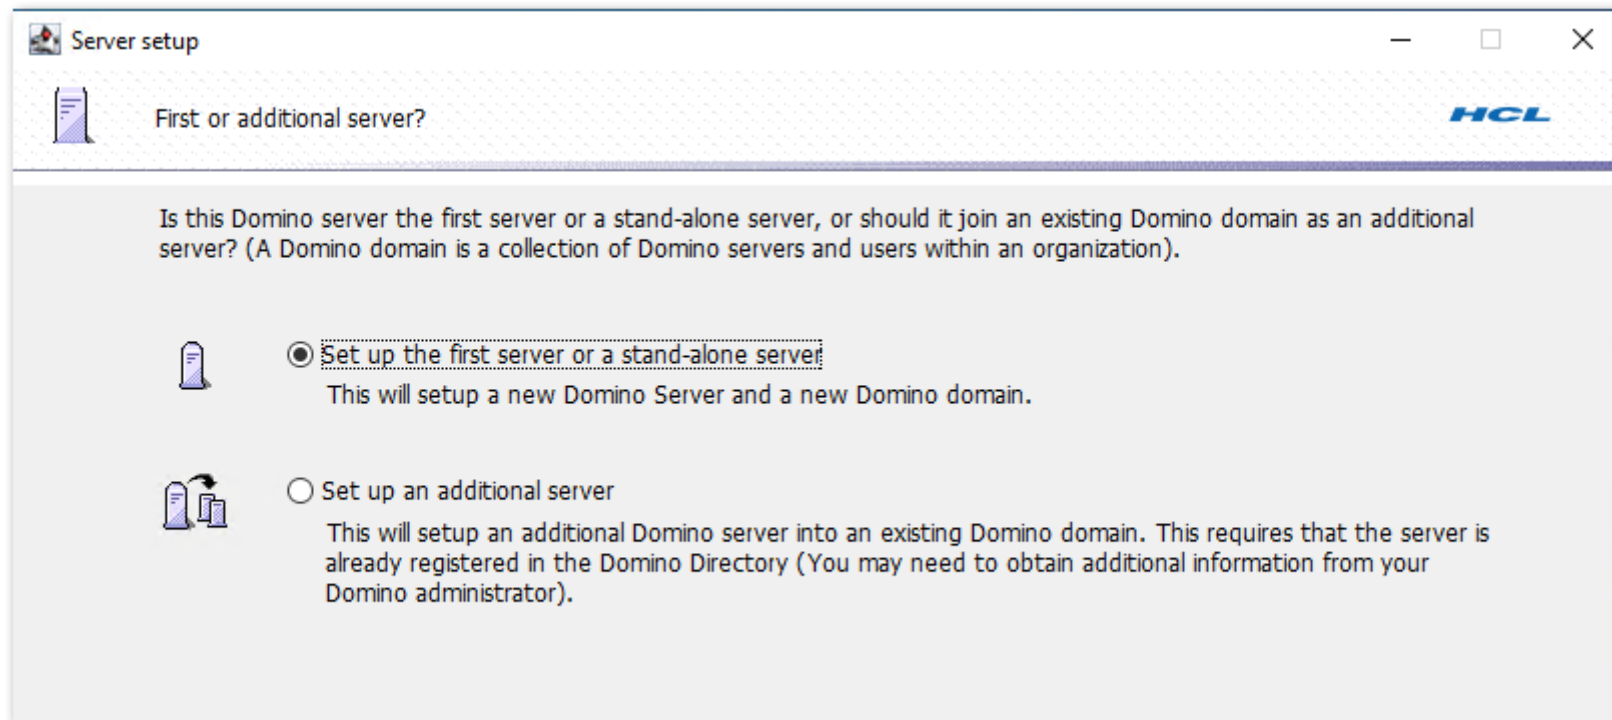 Server setup
First or additional server?
HCL
Is this Domino server the first server or a stand-alone server, or should it join an existing Domino domain as an additional
server? (A Domino domain is a collection of Domino servers and users within an organization).
Set up the first server or a stand-alone server
This will setup a new Domino Server and a new Domino domain.
Set up an additional server
This will setup an additional Domino server into an existing Domino domain. This requires that the server is
already registered in the Domino Directory (You may need to obtain additional information from your
Domino administrator).